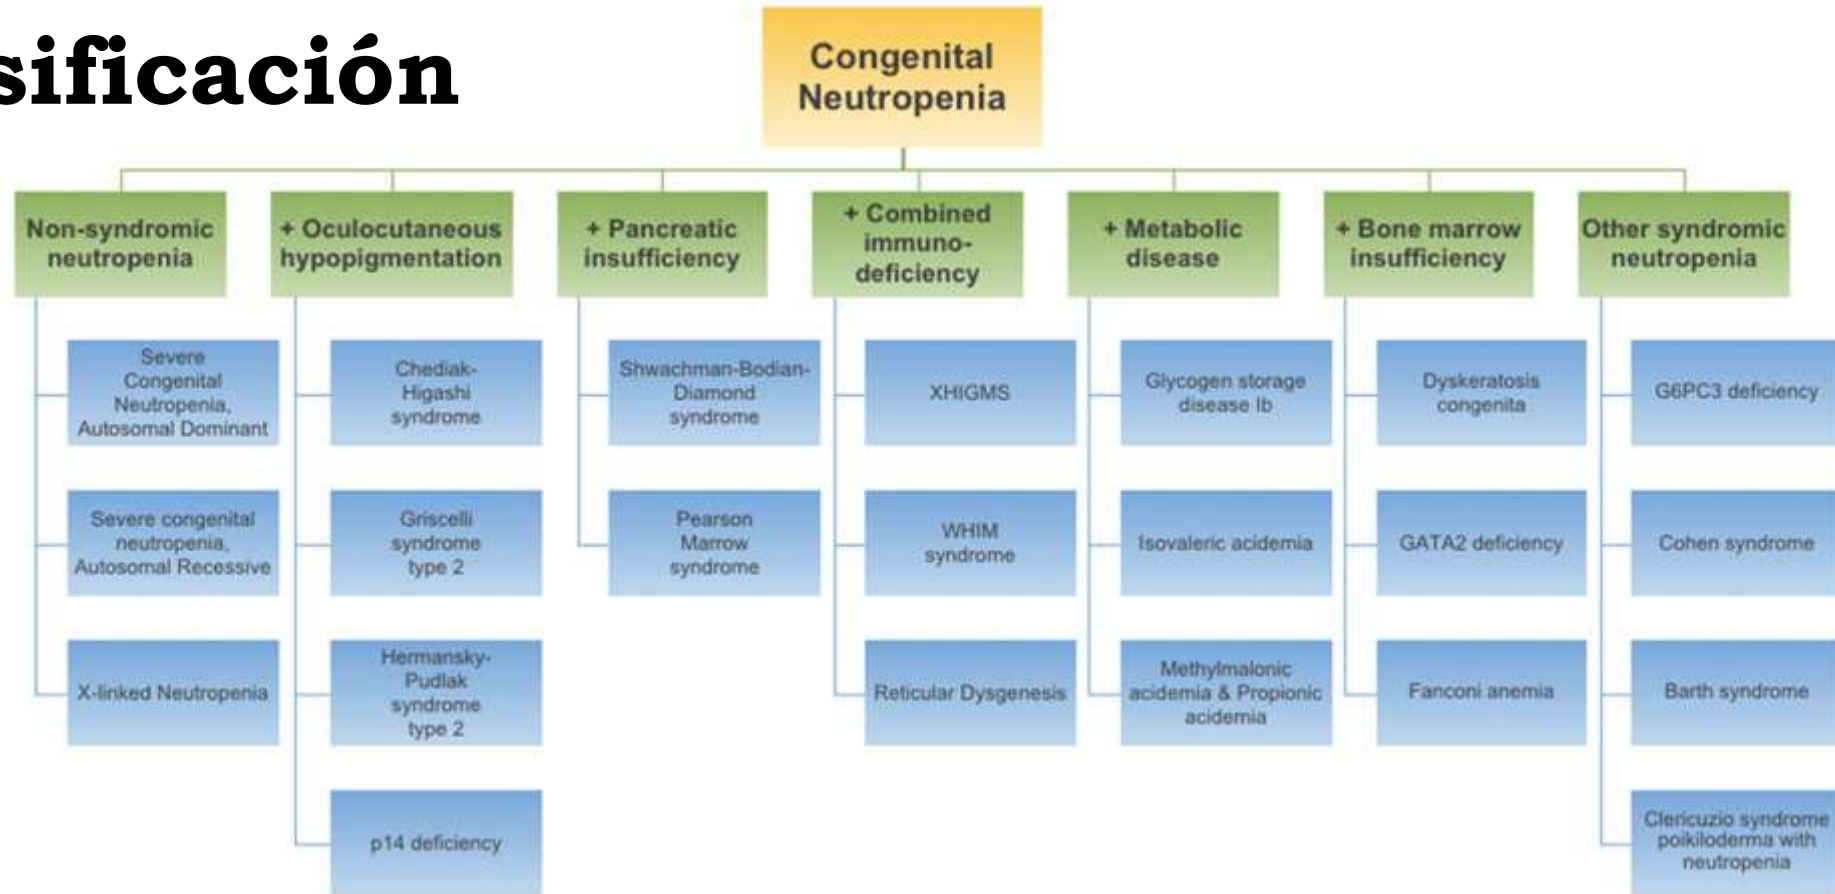 sificación
Congenital
Neutropenia
Non-syndromic
neutropenia
+ Oculocutaneous
hypopigmentation
+ Pancreatic
insufficiency
+ Combined
immuno-
deficiency
+ Metabolic
disease
+ Bone marrow
insufficiency
Other syndromic
neutropenia
Severe
Congenital
Neutropenia,
Autosomal Dominant
Severe congenital
neutropenia,
Autosomal Recessive
X-linked Neutropenia
Chediak-
Higashi
syndrome
Griscelli
syndrome
type 2
Hermansky-
Pudlak
syndrome
type 2
p14 deficiency
Shwachman-Bodian-
Diamond
syndrome
Pearson
Marrow
syndrome
XHIGMS
WHIM
syndrome
Reticular Dysgenesis
Glycogen storage
disease Ib
Isovaleric acidemia
Methylmalonic
acidemia & Propionic
acidemia
Dyskeratosis
congenita
GATA2 deficiency
Fanconi anemia
G6PC3 deficiency
Cohen syndrome
Barth syndrome
Clericuzio syndrome
poikiloderma with
neutropenia